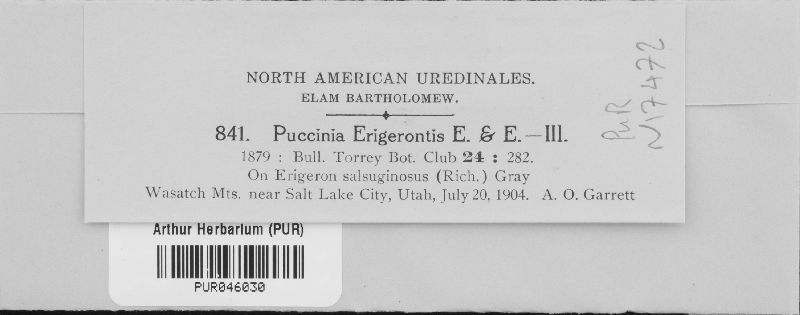 NORTH AMERICAN UREDINALES.
ELAM BARTHOLOMEW.
841. Puccinia Erigerontis E. & E.—III.
1879 : Bull. Torrey Bot. Club 24 : 282.
On Erigeron salsuginosus (Rich.) Gray
Wasatch Mts. near Salt Lake City, Utah, July 20, 1904. A. O. Garrett
PUR
N17472
Arthur Herbarium (PUR)
PUR046030